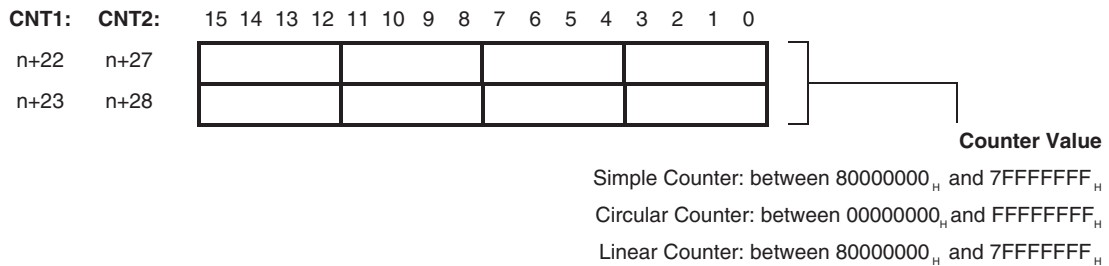 CNT1: CNT2: 15 14 13 12 11 10 9 8 7 6 5 4 3 2 1 0
n+22 n+27
n+23 n+28
Counter Value
Simple Counter: between 80000000H and 7FFFFFFFH
Circular Counter: between 00000000H and FFFFFFFFH
Linear Counter: between 80000000H and 7FFFFFFFH